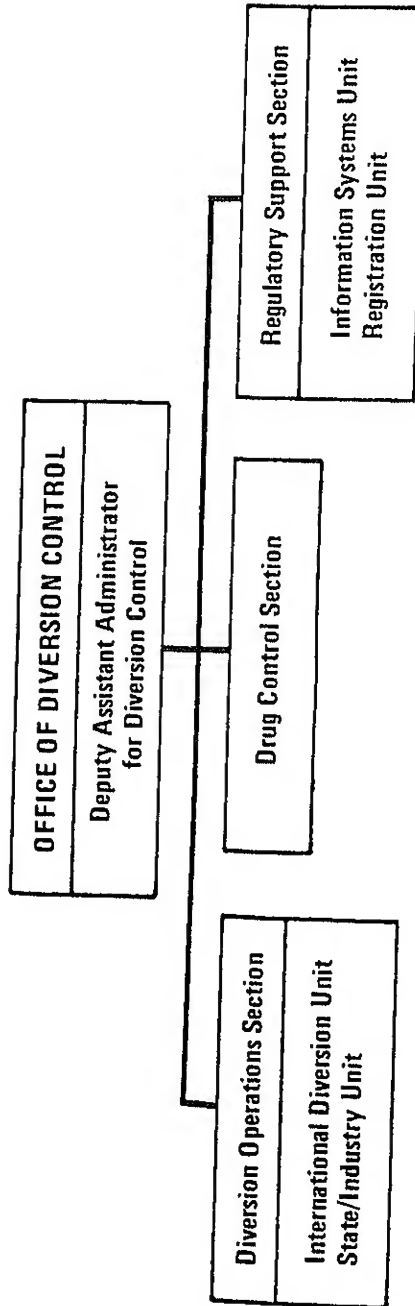 OFFICE OF DIVERSION CONTROL
Deputy Assistant Administrator
for Diversion Control
Diversion Operations Section
International Diversion Unit
State/Industry Unit
Drug Control Section
Regulatory Support Section
Information Systems Unit
Registration Unit